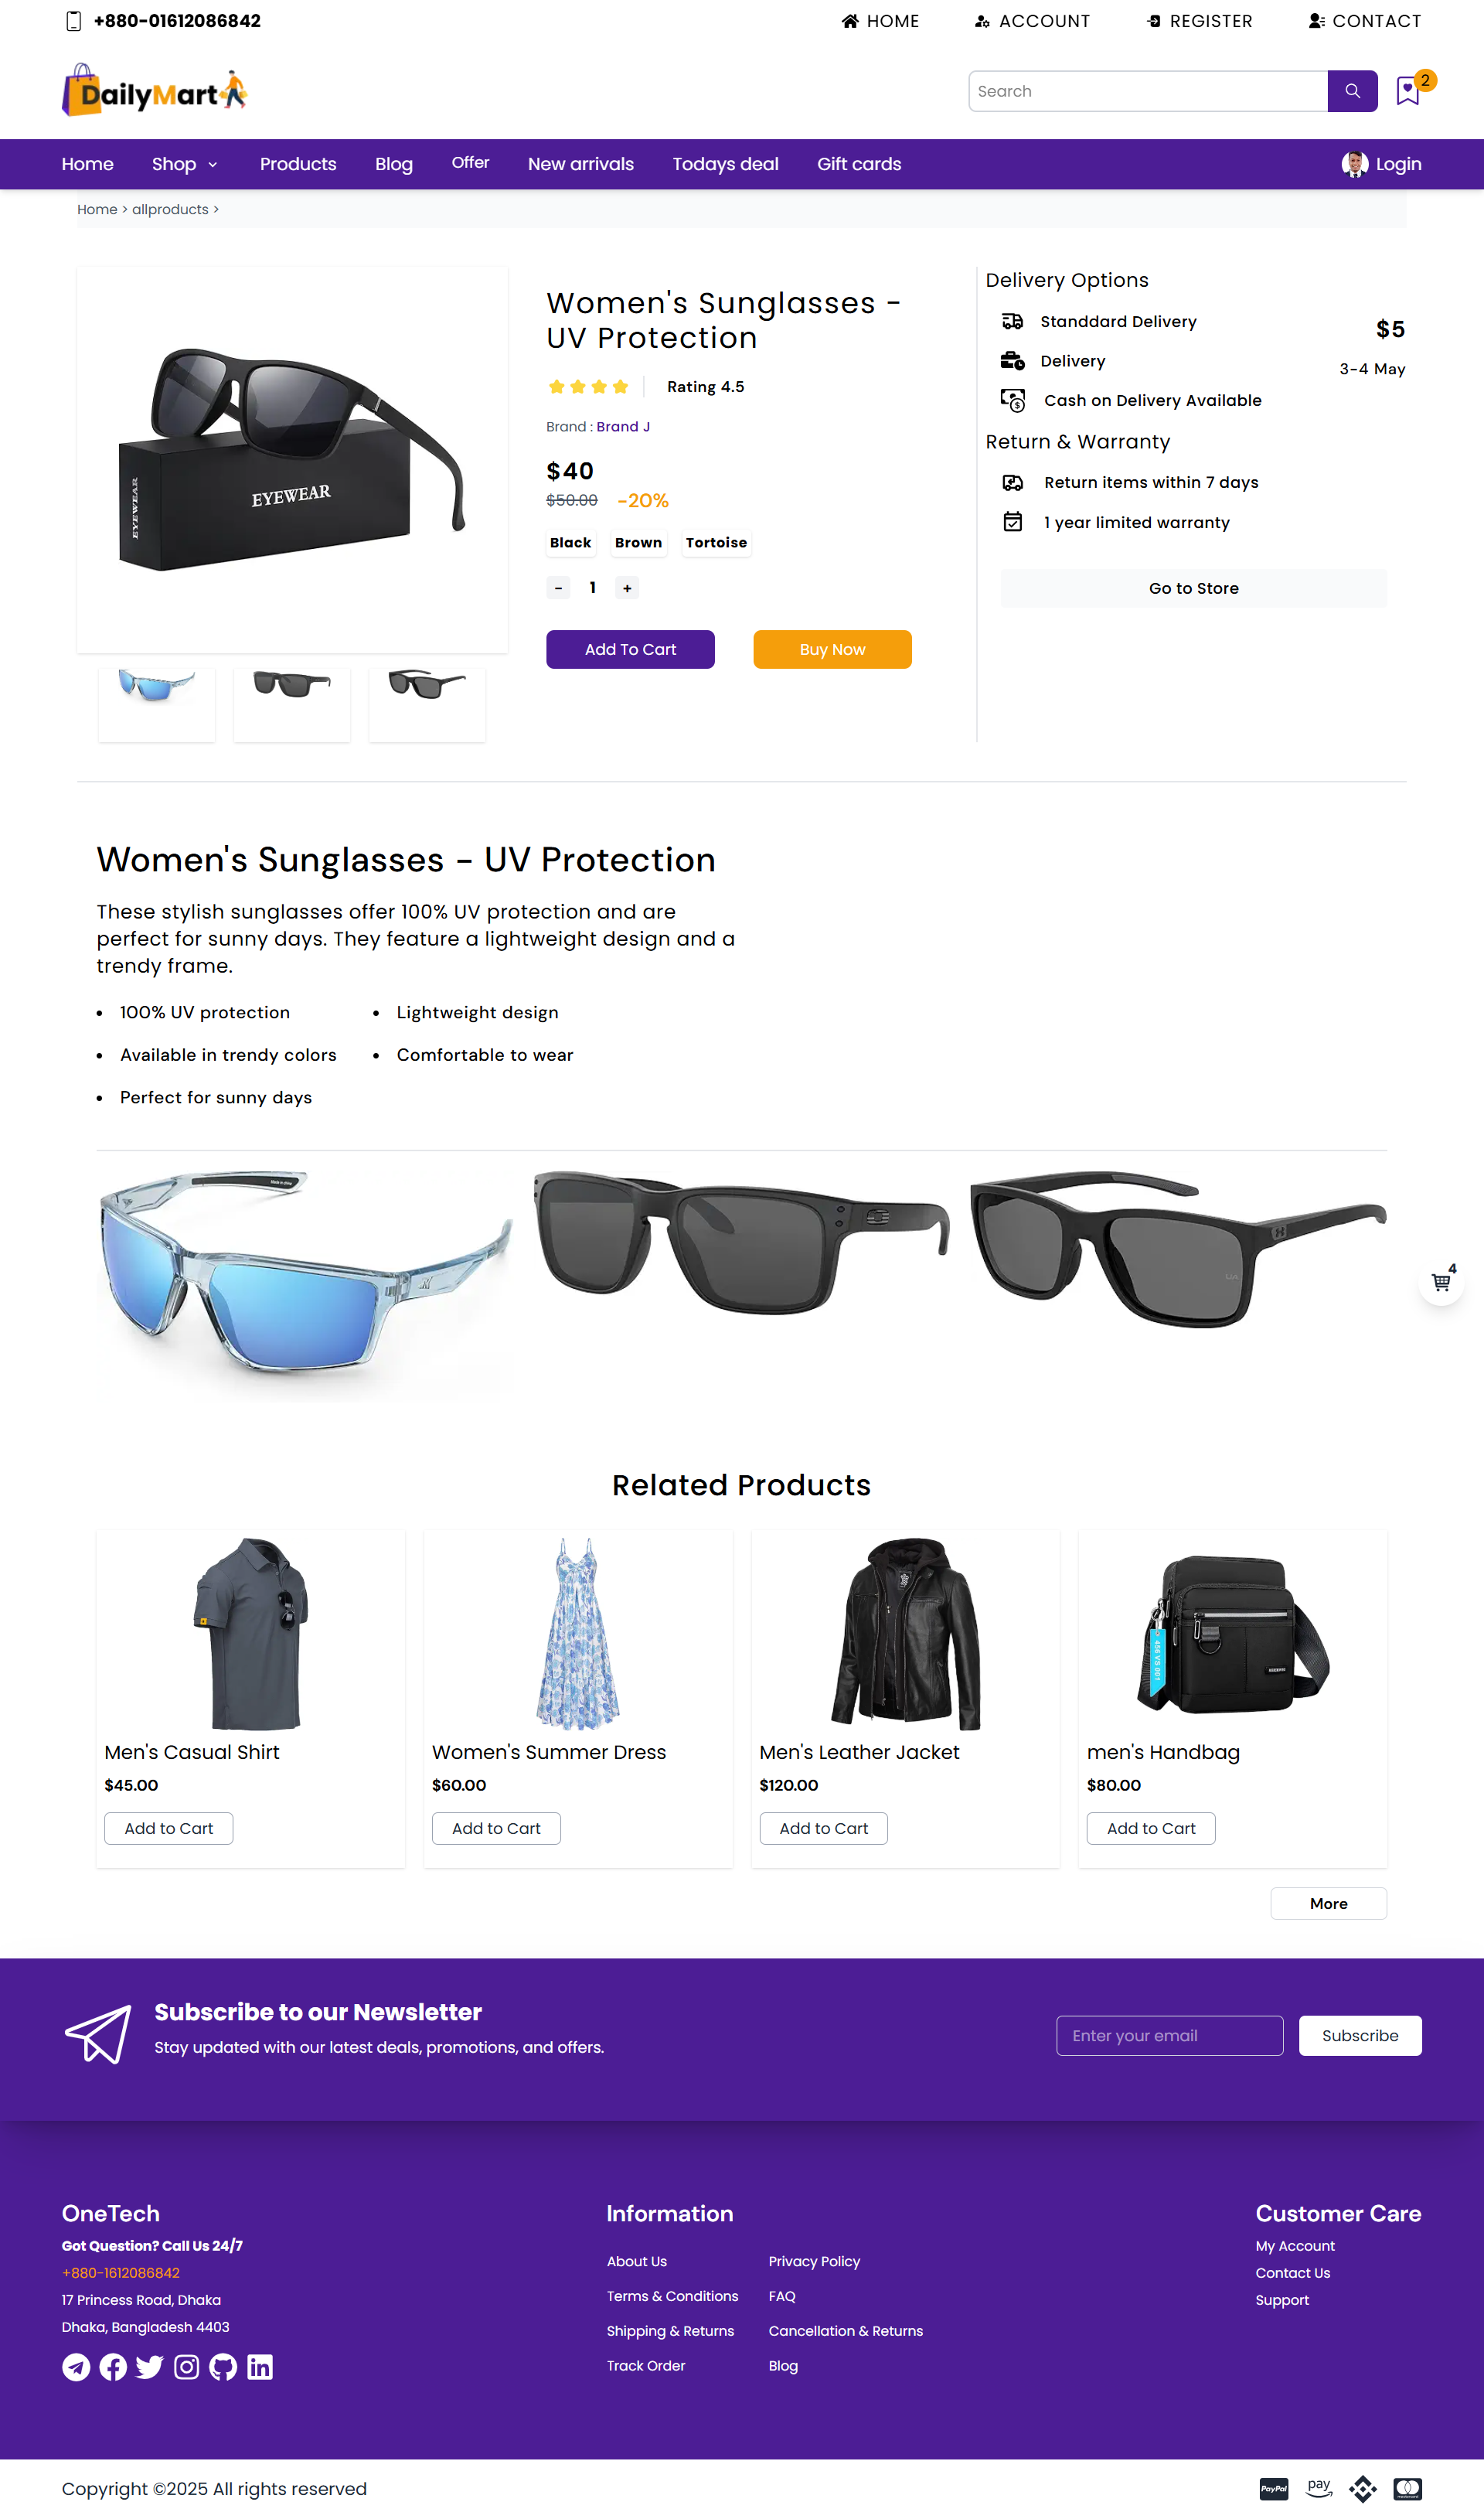 +880-01612086842
HOME
ACCOUNT
REGISTER
CONTACT
DailyMart
Search
2
Home
Shop
Products
Blog
Offer
New arrivals
Todays deal
Gift cards
Login
Home > allproducts >
EYEWEAR
EYEWEAR
Women's Sunglasses -
UV Protection
Rating 4.5
Brand : Brand J
$40
$50.00 -20%
Black Brown Tortoise
- 1 +
Add To Cart
Buy Now
Delivery Options
Standdard Delivery
$5
Delivery
3-4 May
Cash on Delivery Available
Return & Warranty
Return items within 7 days
1 year limited warranty
Go to Store
Women's Sunglasses - UV Protection
These stylish sunglasses offer 100% UV protection and are
perfect for sunny days. They feature a lightweight design and a
trendy frame.
• 100% UV protection
• Lightweight design
• Available in trendy colors
• Comfortable to wear
• Perfect for sunny days
4
Related Products
Men's Casual Shirt
$45.00
Add to Cart
Women's Summer Dress
$60.00
Add to Cart
Men's Leather Jacket
$120.00
Add to Cart
men's Handbag
$80.00
Add to Cart
More
Subscribe to our Newsletter
Stay updated with our latest deals, promotions, and offers.
Enter your email
Subscribe
OneTech
Got Question? Call Us 24/7
+880-1612086842
17 Princess Road, Dhaka
Dhaka, Bangladesh 4403
Information
About Us
Privacy Policy
Terms & Conditions
FAQ
Shipping & Returns
Cancellation & Returns
Track Order
Blog
Customer Care
My Account
Contact Us
Support
Copyright ©2025 All rights reserved
PayPal
pay